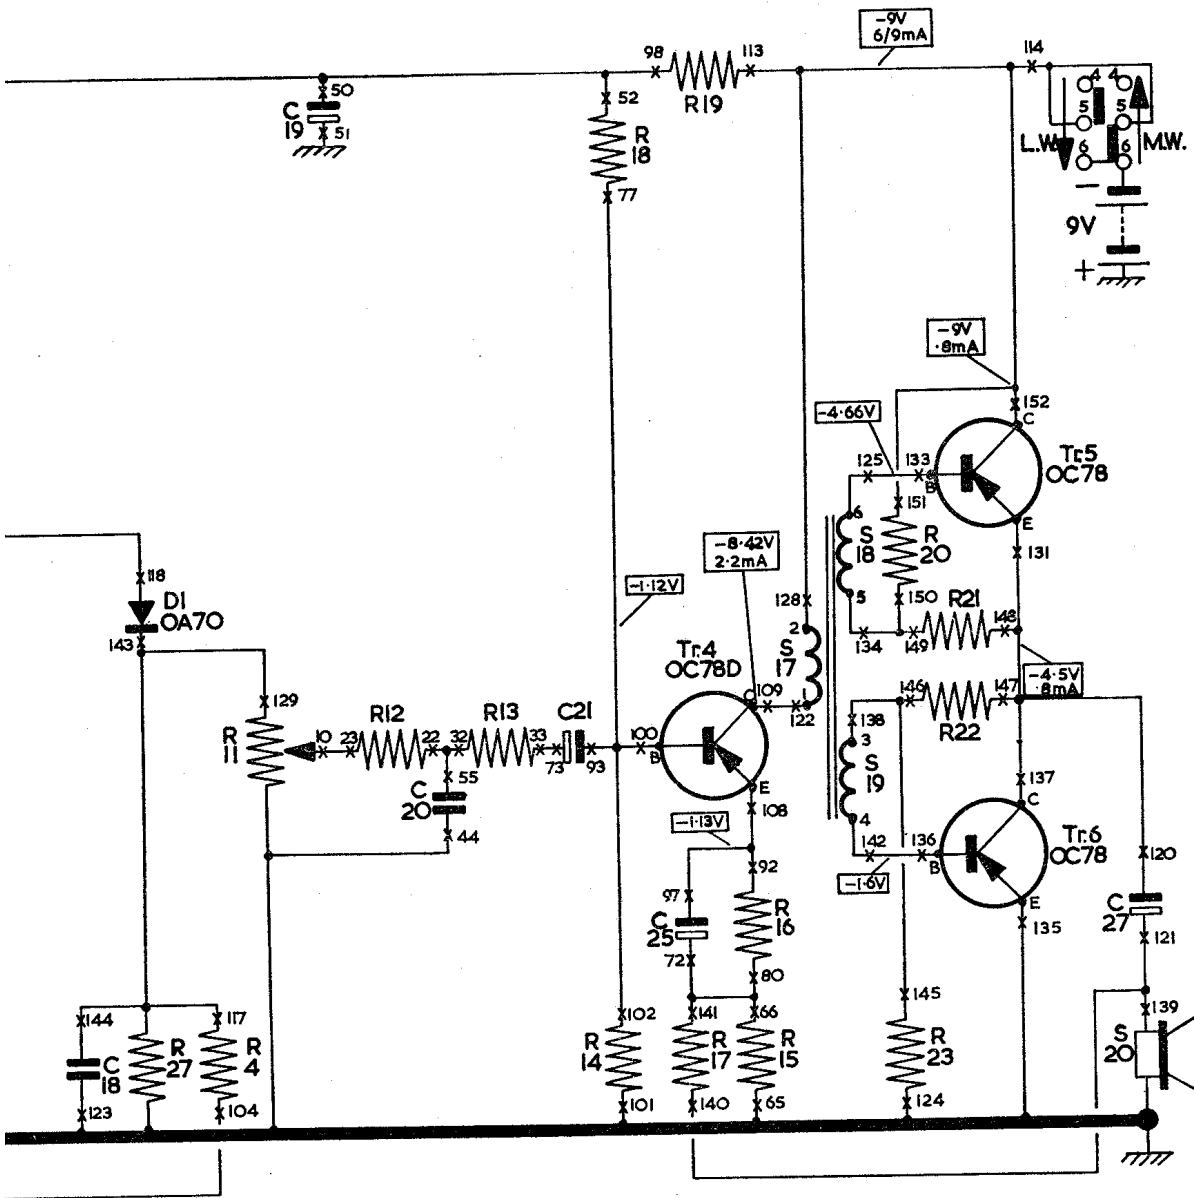 -9V
6/9mA
98
113
114
R19
50
C
19
51
52
R
18
77
4
4
5
5
L.W.
6
6
M.W.
-
9V
+
-9V
.8mA
152
C
-4.66V
125
133
B
Tr.5
OC78
151
6
S
18
R
20
E
131
5
150
R21
148
134
149
-8.42V
2.2mA
-1.12V
128
2
S
17
1
122
118
D1
OA70
143
Tr.4
OC78D
C
109
-4.5V
.8mA
146
147
R22
138
3
S
19
4
129
R
11
10
23
R12
22
32
R13
33
C21
73
93
100
B
E
108
55
C
20
44
-1.13V
137
C
Tr.6
OC78
142
136
B
-1.6V
E
135
120
C
27
121
92
97
C
25
72
R
16
80
144
C
18
123
R
27
117
R
4
104
102
R
14
101
141
R
17
140
66
R
15
65
145
R
23
124
139
S
20